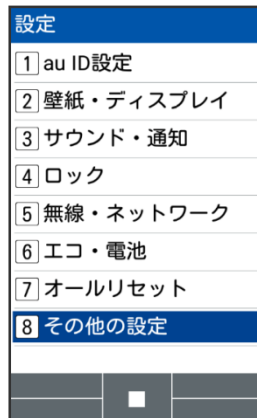 設定
1 au ID設定
2 壁紙・ディスプレイ
3 サウンド・通知
4 ロック
5 無線・ネットワーク
6 エコ・電池
7 オールリセット
8 その他の設定